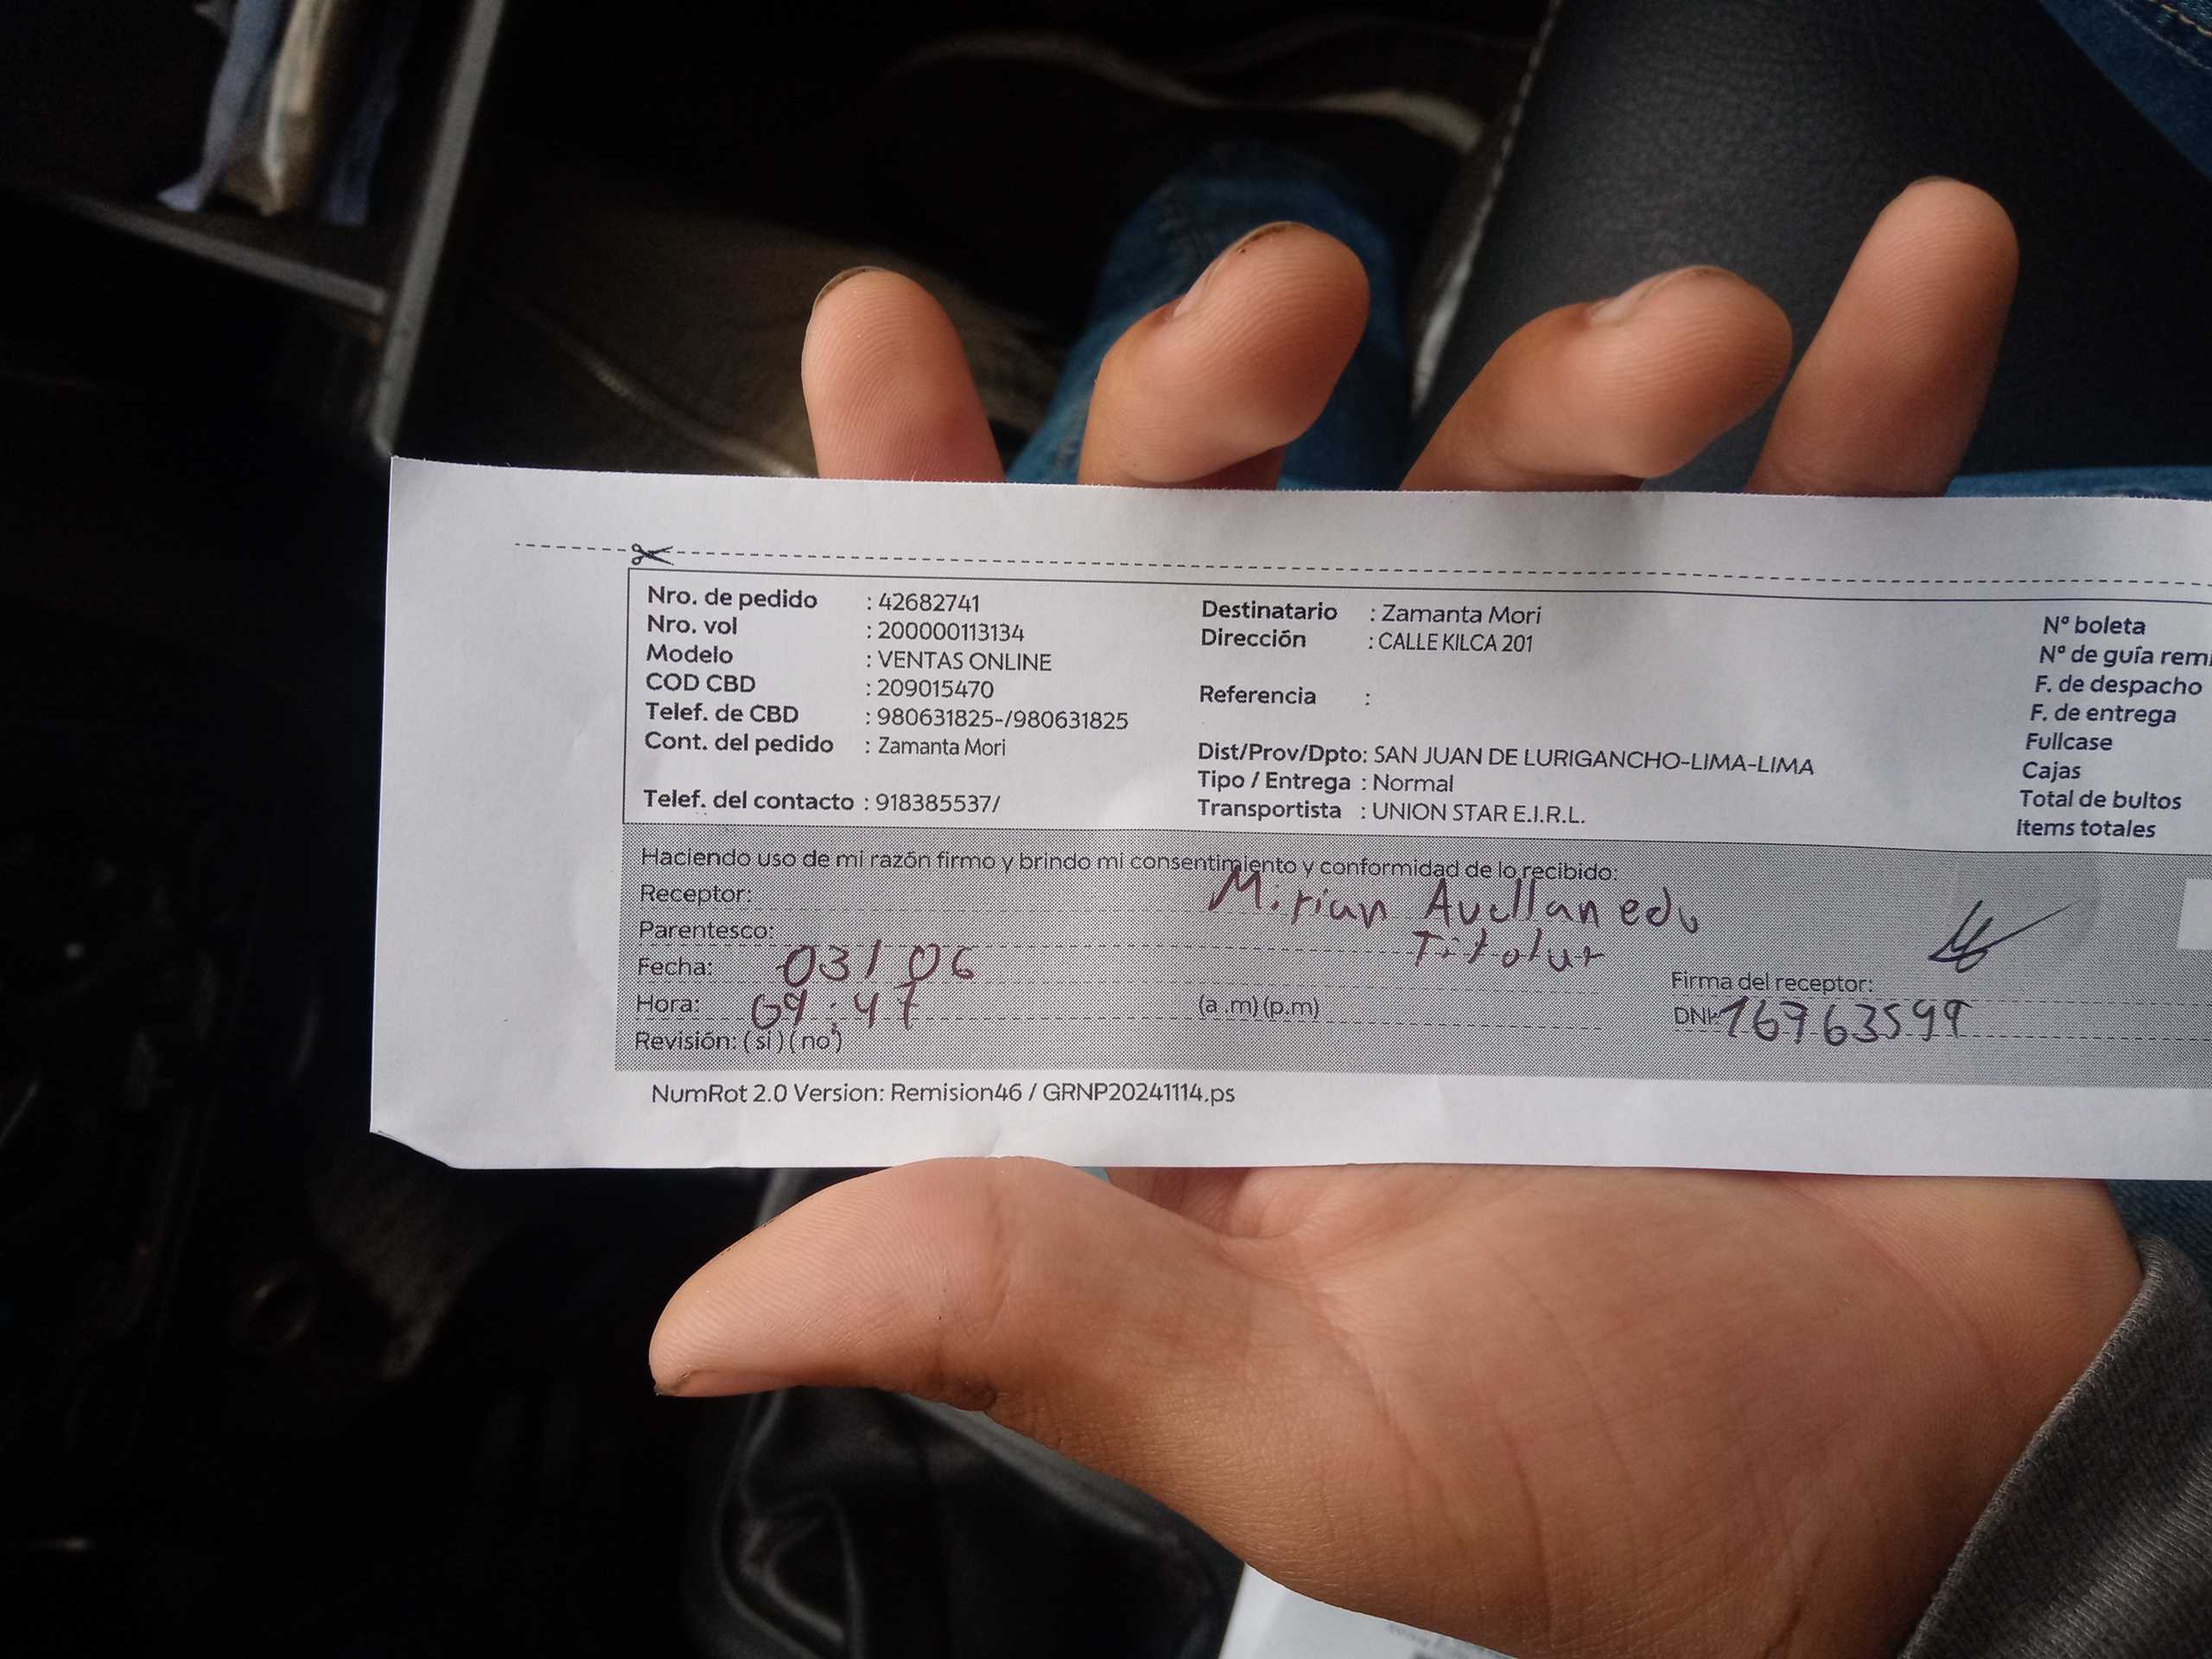 Nro. de pedido : 42682741
Nro. vol : 200000113134
Modelo : VENTAS ONLINE
COD CBD : 209015470
Telef. de CBD : 980631825-/980631825
Cont. del pedido : Zamanta Mori
Telef. del contacto : 918385537/
Destinatario : Zamanta Mori
Dirección : CALLE KILCA 201
Referencia :
Dist/Prov/Dpto: SAN JUAN DE LURIGANCHO-LIMA-LIMA
Tipo / Entrega : Normal
Transportista : UNION STAR E.I.R.L.
Nº boleta
Nº de guía remi
F. de despacho
F. de entrega
Fullcase
Cajas
Total de bultos
Items totales
Haciendo uso de mi razón firmo y brindo mi consentimiento y conformidad de lo recibido:
Receptor: Mirian Avellaneda
Parentesco: Titular
Fecha: 03/06
Firma del receptor:
Hora: 09:47 (a .m) (p.m)
DNI: 16763599
Revisión: (si) (no)
NumRot 2.0 Version: Remision46 / GRNP20241114.ps